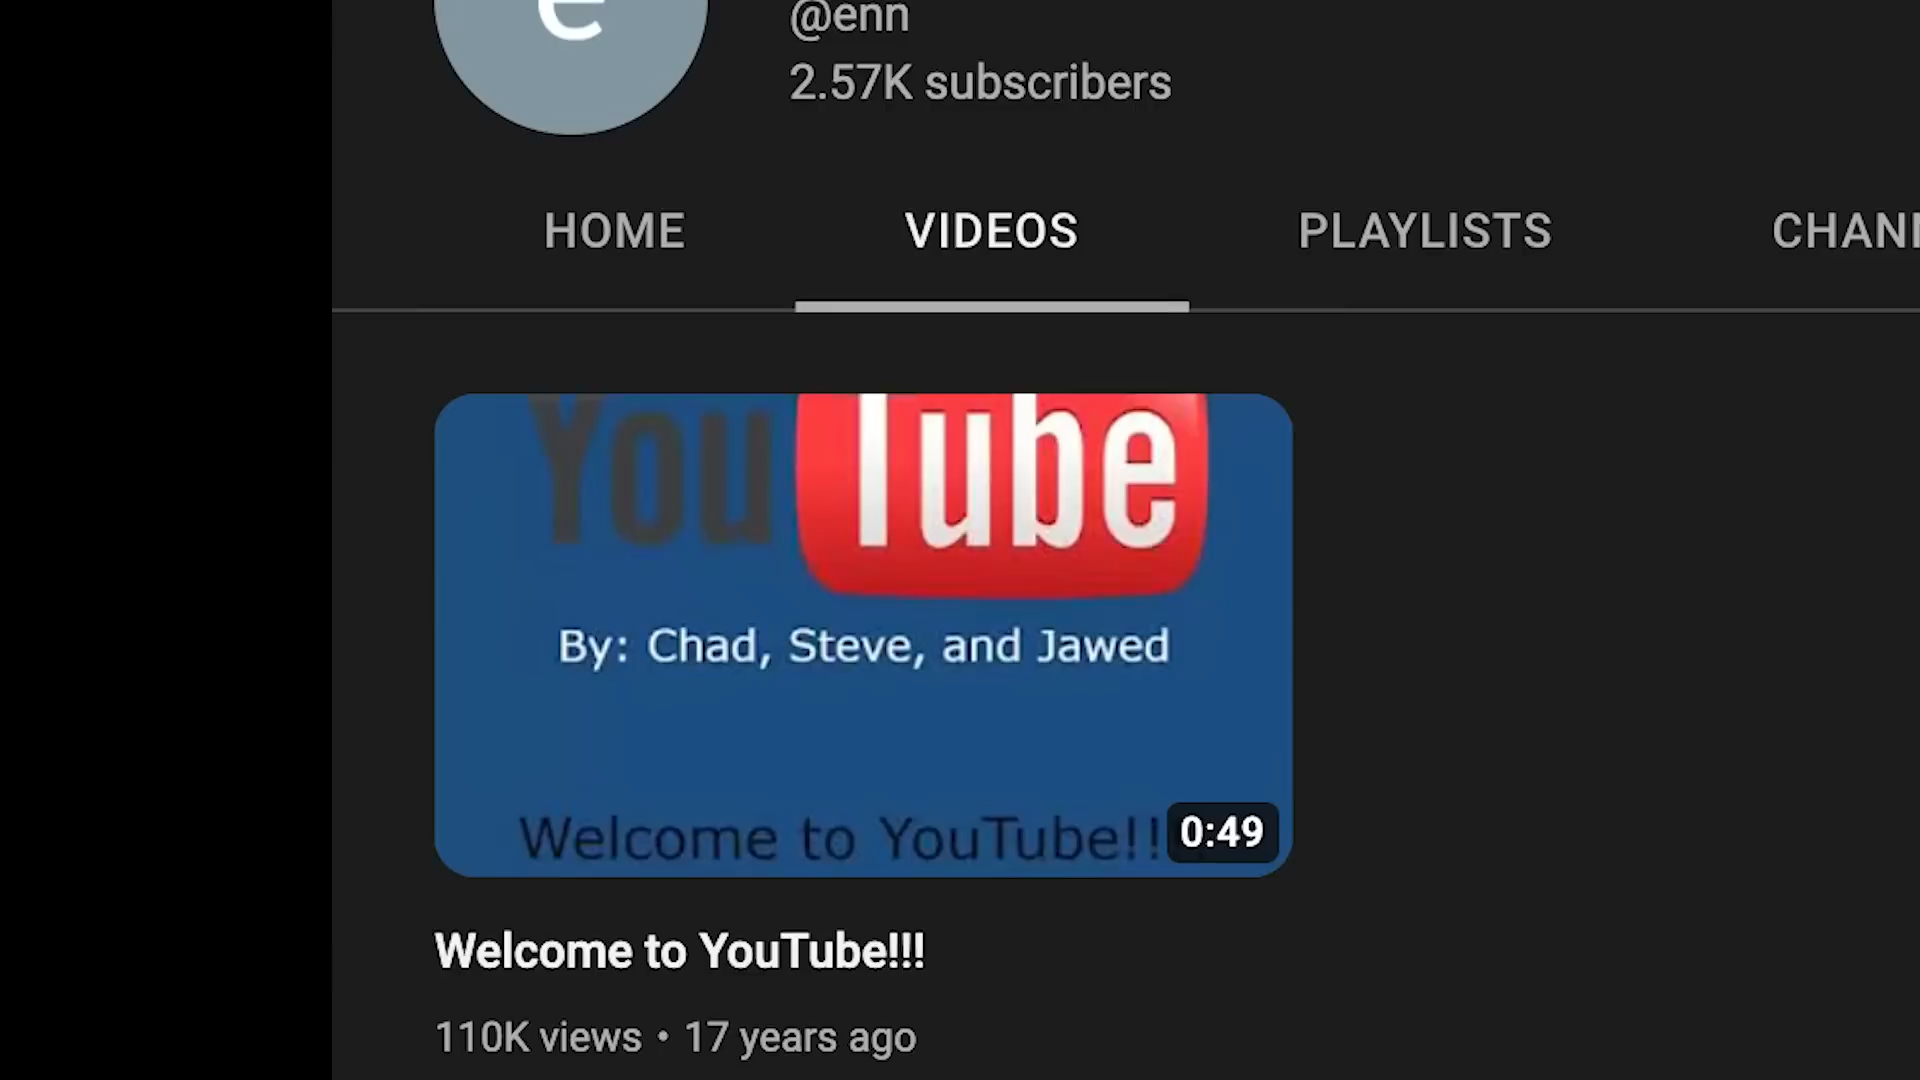 e
@enn
2.57K subscribers
HOME VIDEOS PLAYLISTS CHAN
YouTube
By: Chad, Steve, and Jawed
Welcome to YouTube!!
0:49
Welcome to YouTube!!!
110K views • 17 years ago